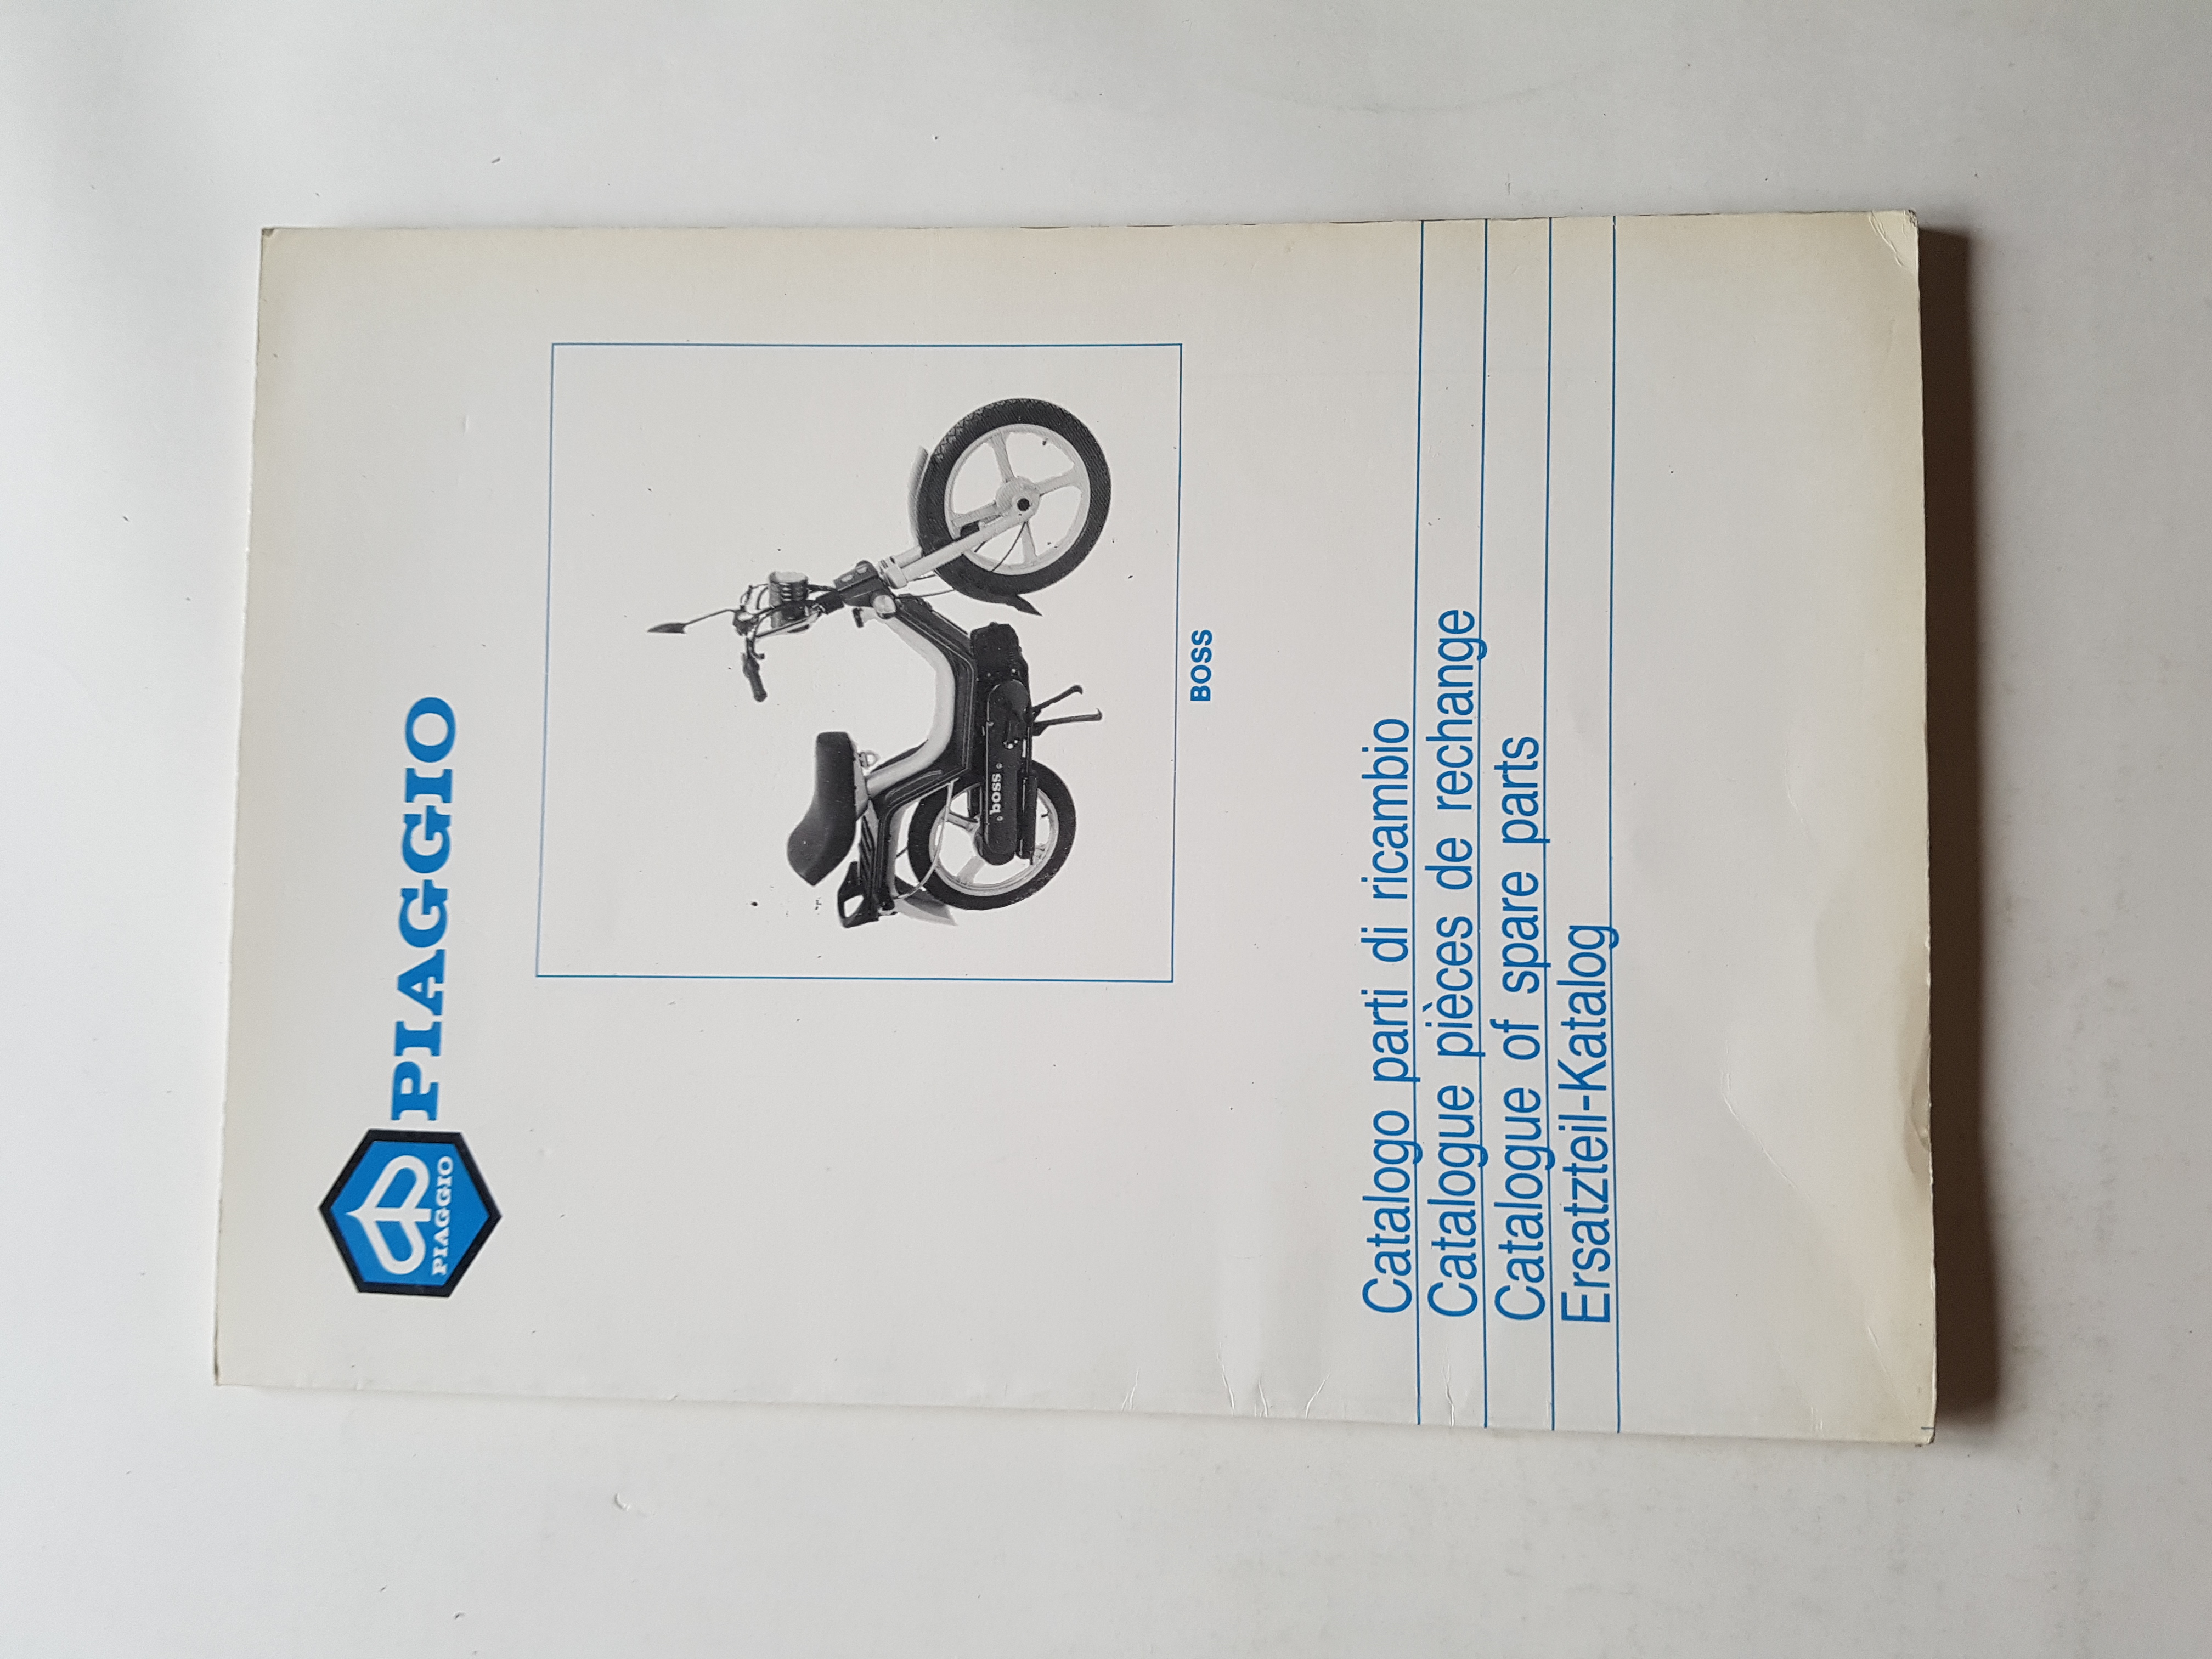 PIAGGIO
PIAGGIO
boss
BOSS
Catalogo parti di ricambio
Catalogue pièces de rechange
Catalogue of spare parts
Ersatzteil-Katalog